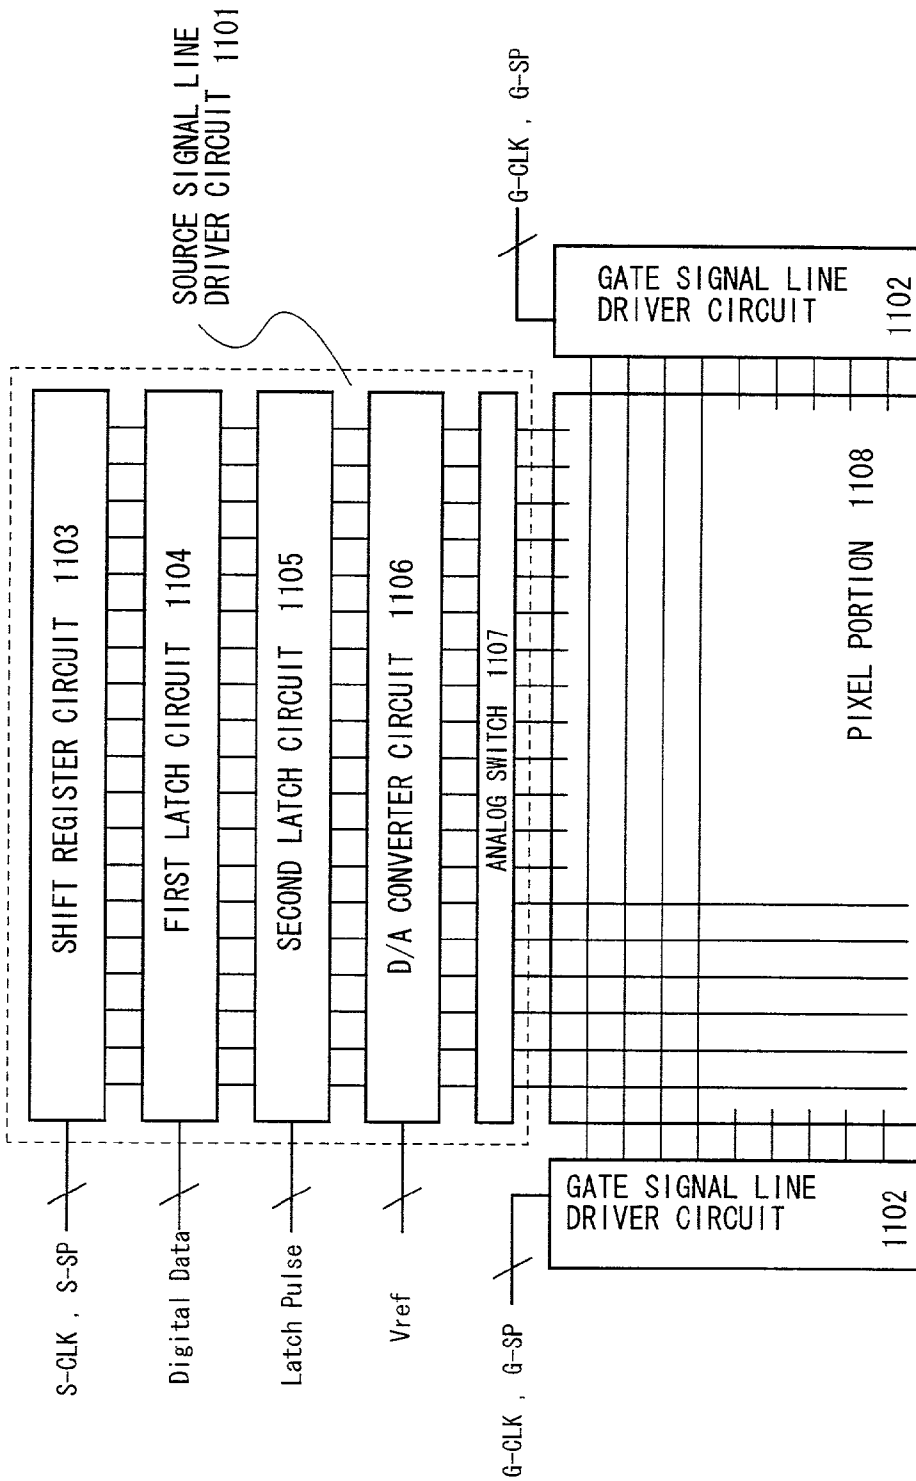 SOURCE SIGNAL LINE
DRIVER CIRCUIT 1101
S-CLK , S-SP
SHIFT REGISTER CIRCUIT 1103
Digital Data
FIRST LATCH CIRCUIT 1104
Latch Pulse
SECOND LATCH CIRCUIT 1105
Vref
D/A CONVERTER CIRCUIT 1106
ANALOG SWITCH 1107
G-CLK , G-SP
G-CLK , G-SP
GATE SIGNAL LINE
DRIVER CIRCUIT
1102
PIXEL PORTION 1108
GATE SIGNAL LINE
DRIVER CIRCUIT
1102